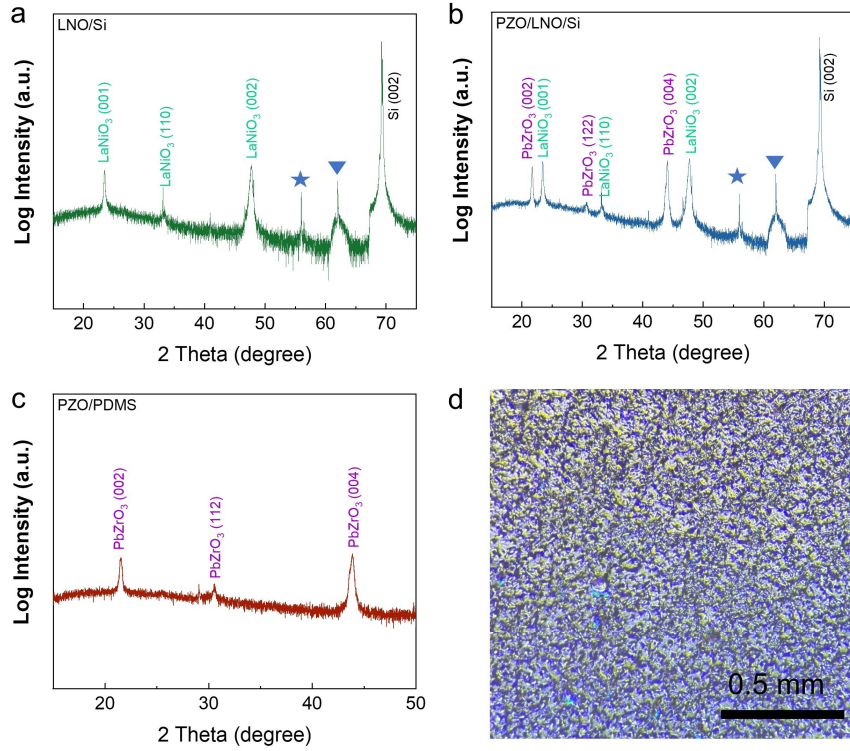 a
LNO/Si
Log Intensity (a.u.)
LaNiO₃ (001)
LaNiO₃ (110)
LaNiO₃ (002)
Si (002)
20 30 40 50 60 70
2 Theta (degree)
b
PZO/LNO/Si
Log Intensity (a.u.)
PbZrO₃ (002)
LaNiO₃ (001)
PbZrO₃ (122)
LaNiO₃ (110)
PbZrO₃ (004)
LaNiO₃ (002)
Si (002)
20 30 40 50 60 70
2 Theta (degree)
c
PZO/PDMS
Log Intensity (a.u.)
PbZrO₃ (002)
PbZrO₃ (112)
PbZrO₃ (004)
20 30 40 50
2 Theta (degree)
d
0.5 mm